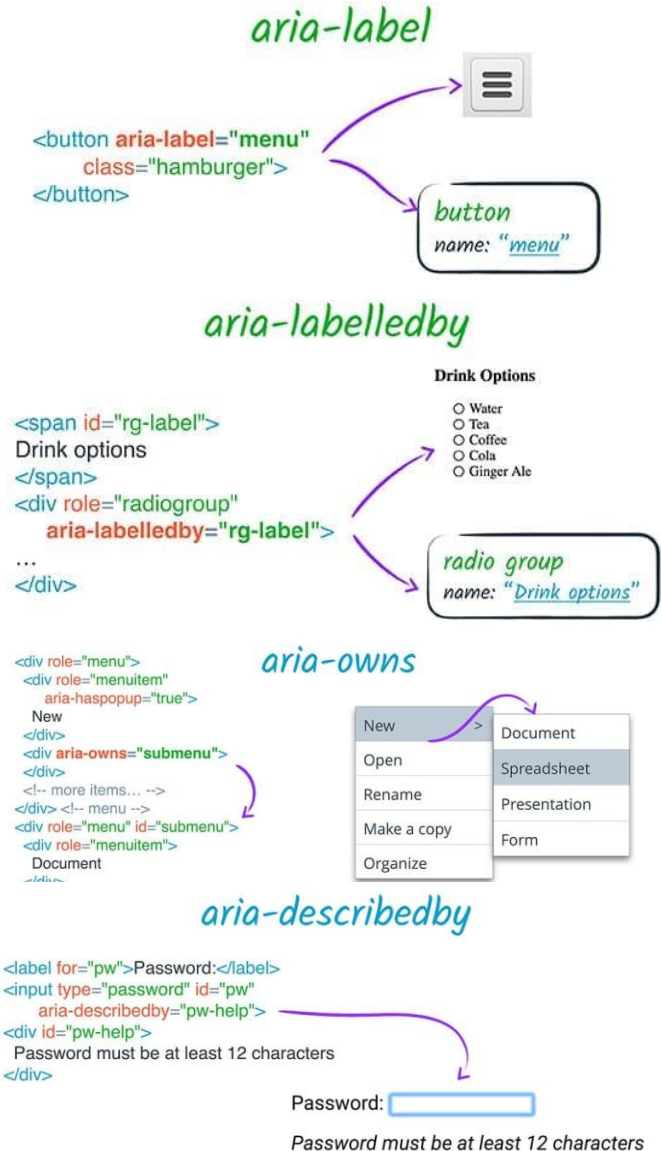 aria-label
<button aria-label="menu"
class="hamburger">
</button>
button
name: "menu"
aria-labelledby
<span id="rg-label">
Drink options
</span>
<div role="radiogroup"
aria-labelledby="rg-label">
...
</div>
Drink Options
Water
Tea
Coffee
Cola
Ginger Ale
radio group
name: "Drink options"
aria-owns
<div role="menu">
<div role="menuitem"
aria-haspopup="true">
New
</div>
<div aria-owns="submenu">
</div>
<!-- more items... -->
</div> <!-- menu -->
<div role="menu" id="submenu">
<div role="menuitem">
Document
</div>
New >
Open
Rename
Make a copy
Organize
Document
Spreadsheet
Presentation
Form
aria-describedby
<label for="pw">Password:</label>
<input type="password" id="pw"
aria-describedby="pw-help">
<div id="pw-help">
Password must be at least 12 characters
</div>
Password:
Password must be at least 12 characters